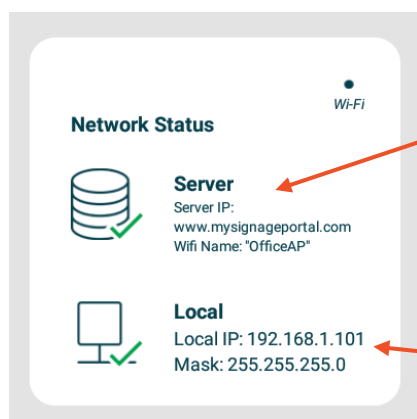 Wi-Fi
Network Status
Server
Server IP:
www.mysignageportal.com
Wifi Name: "OfficeAP"
Local
Local IP: 192.168.1.101
Mask: 255.255.255.0